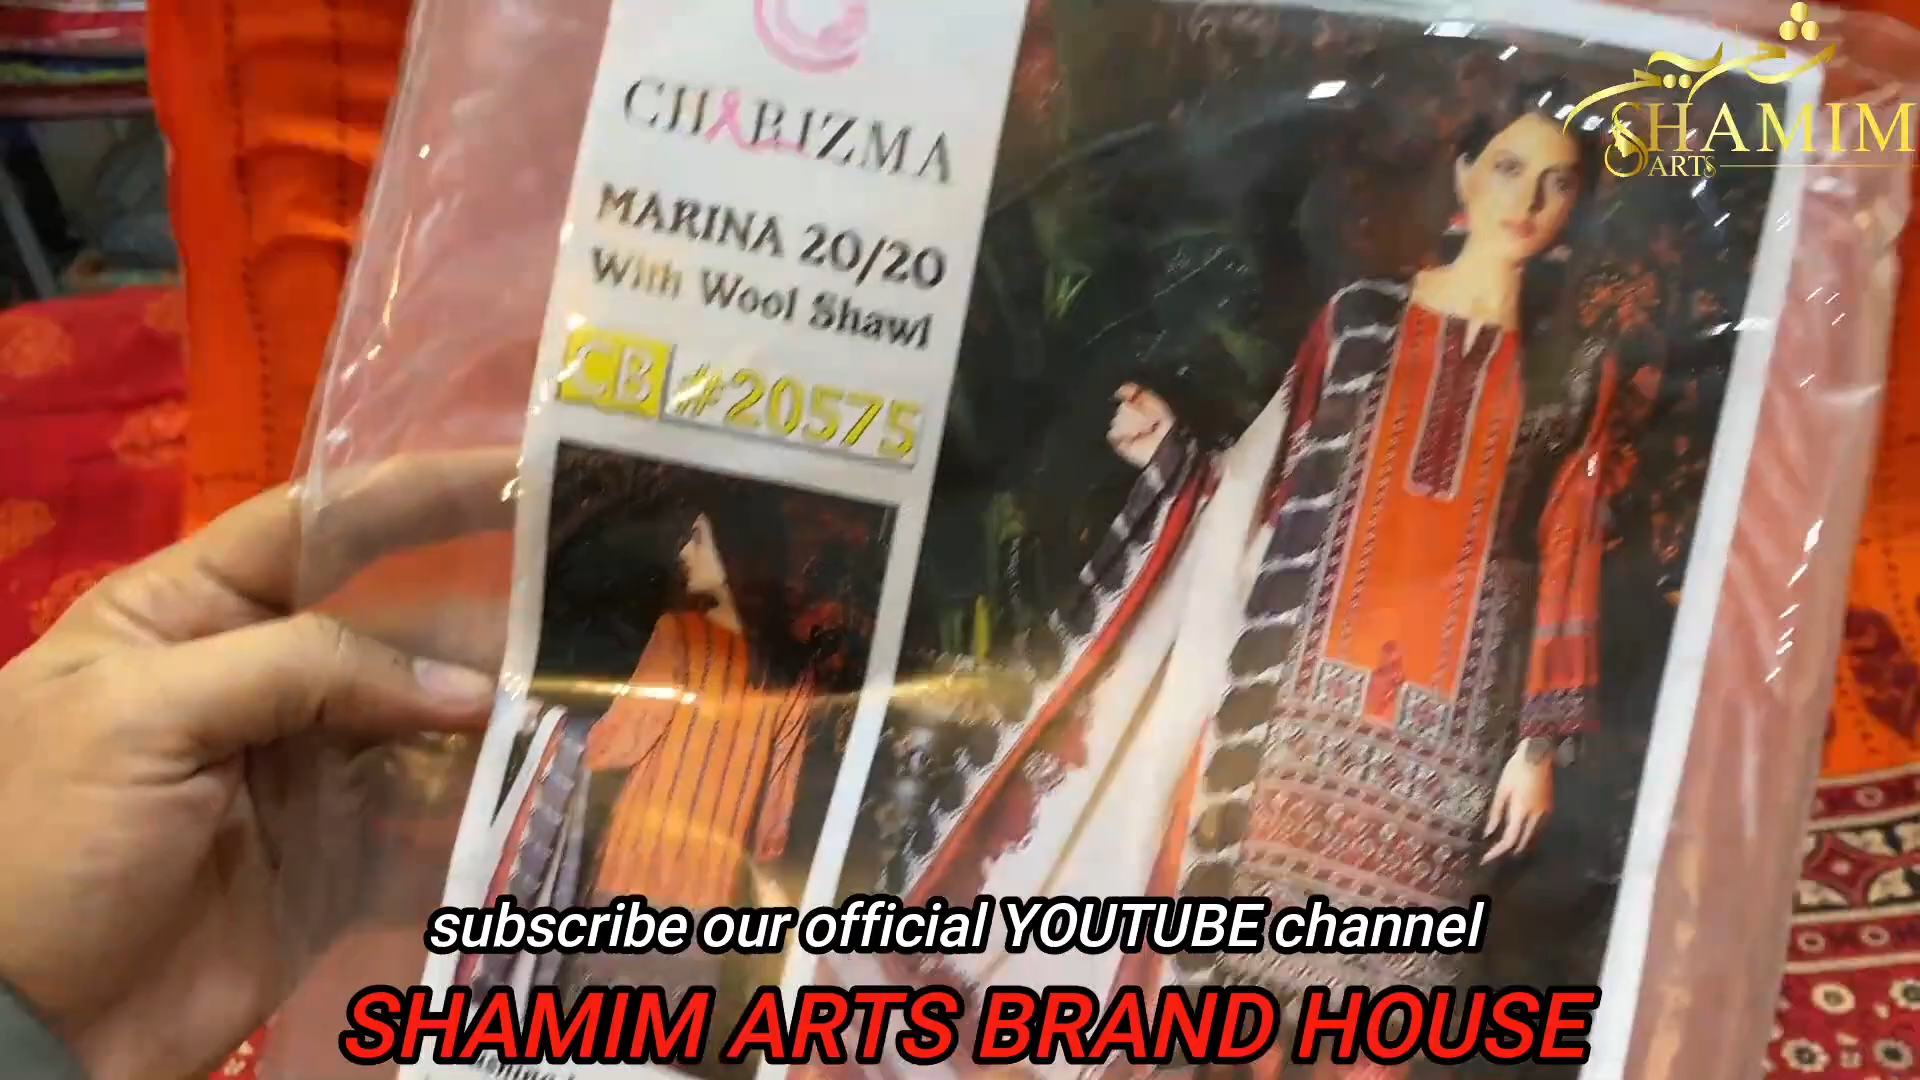 CHARIZMA
MARINA 20/20
With Wool Shawl
CB #20575
SHAMIM
ARTS
subscribe our official YOUTUBE channel
SHAMIM ARTS BRAND HOUSE